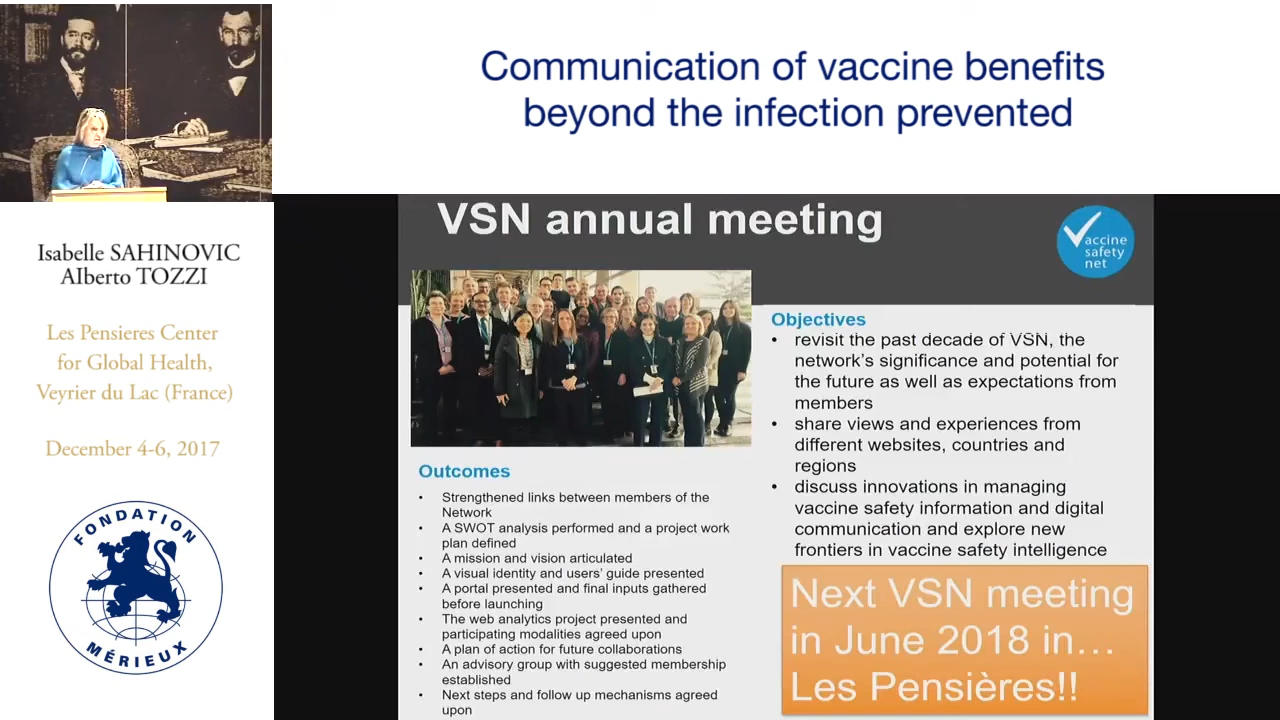 Communication of vaccine benefits
beyond the infection prevented
Isabelle SAHINOVIC
Alberto TOZZI
Les Pensieres Center
for Global Health,
Veyrier du Lac (France)
December 4-6, 2017
FONDATION
MÉRIEUX
VSN annual meeting
accine
safety
net
Outcomes
• Strengthened links between members of the
Network
• A SWOT analysis performed and a project work
plan defined
• A mission and vision articulated
• A visual identity and users' guide presented
• A portal presented and final inputs gathered
before launching
• The web analytics project presented and
participating modalities agreed upon
• A plan of action for future collaborations
• An advisory group with suggested membership
established
• Next steps and follow up mechanisms agreed
upon
Objectives
• revisit the past decade of VSN, the
network's significance and potential for
the future as well as expectations from
members
• share views and experiences from
different websites, countries and
regions
• discuss innovations in managing
vaccine safety information and digital
communication and explore new
frontiers in vaccine safety intelligence
Next VSN meeting
in June 2018 in…
Les Pensières!!